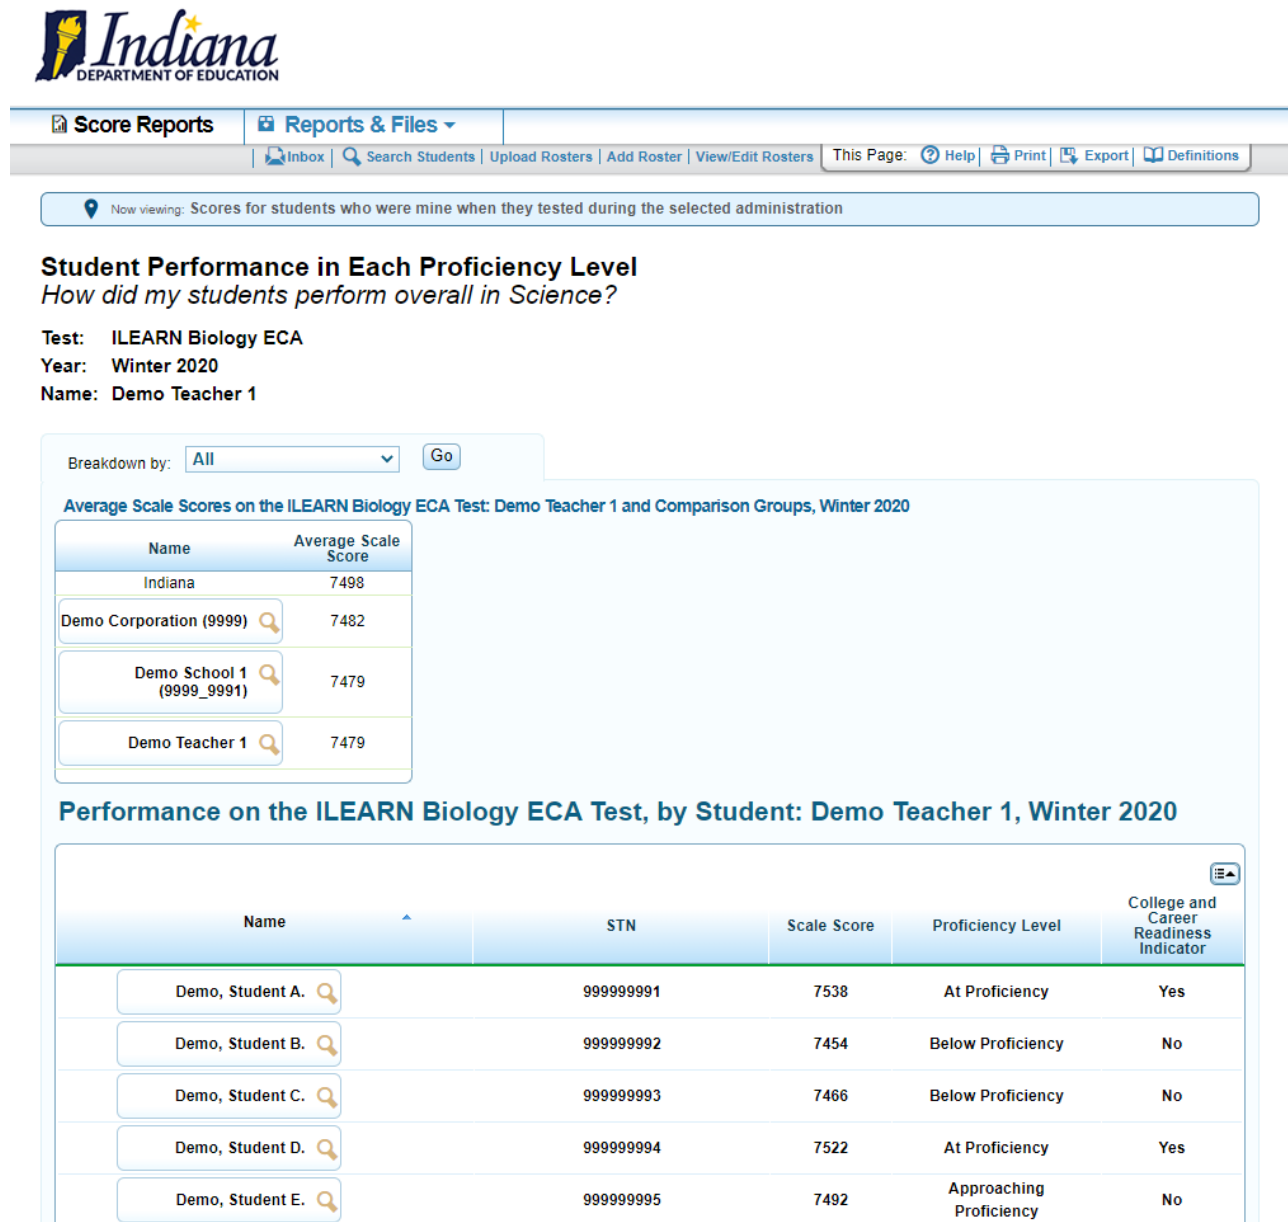 Indiana
DEPARTMENT OF EDUCATION
Score Reports Reports & Files
Inbox | Search Students | Upload Rosters | Add Roster | View/Edit Rosters This Page: Help | Print | Export | Definitions
Now viewing: Scores for students who were mine when they tested during the selected administration
Student Performance in Each Proficiency Level
How did my students perform overall in Science?
Test: ILEARN Biology ECA
Year: Winter 2020
Name: Demo Teacher 1
Breakdown by: All Go
Average Scale Scores on the ILEARN Biology ECA Test: Demo Teacher 1 and Comparison Groups, Winter 2020
Name Average Scale Score
Indiana 7498
Demo Corporation (9999) 7482
Demo School 1 (9999_9991) 7479
Demo Teacher 1 7479
Performance on the ILEARN Biology ECA Test, by Student: Demo Teacher 1, Winter 2020
Name STN Scale Score Proficiency Level College and Career Readiness Indicator
Demo, Student A. 999999991 7538 At Proficiency Yes
Demo, Student B. 999999992 7454 Below Proficiency No
Demo, Student C. 999999993 7466 Below Proficiency No
Demo, Student D. 999999994 7522 At Proficiency Yes
Demo, Student E. 999999995 7492 Approaching Proficiency No